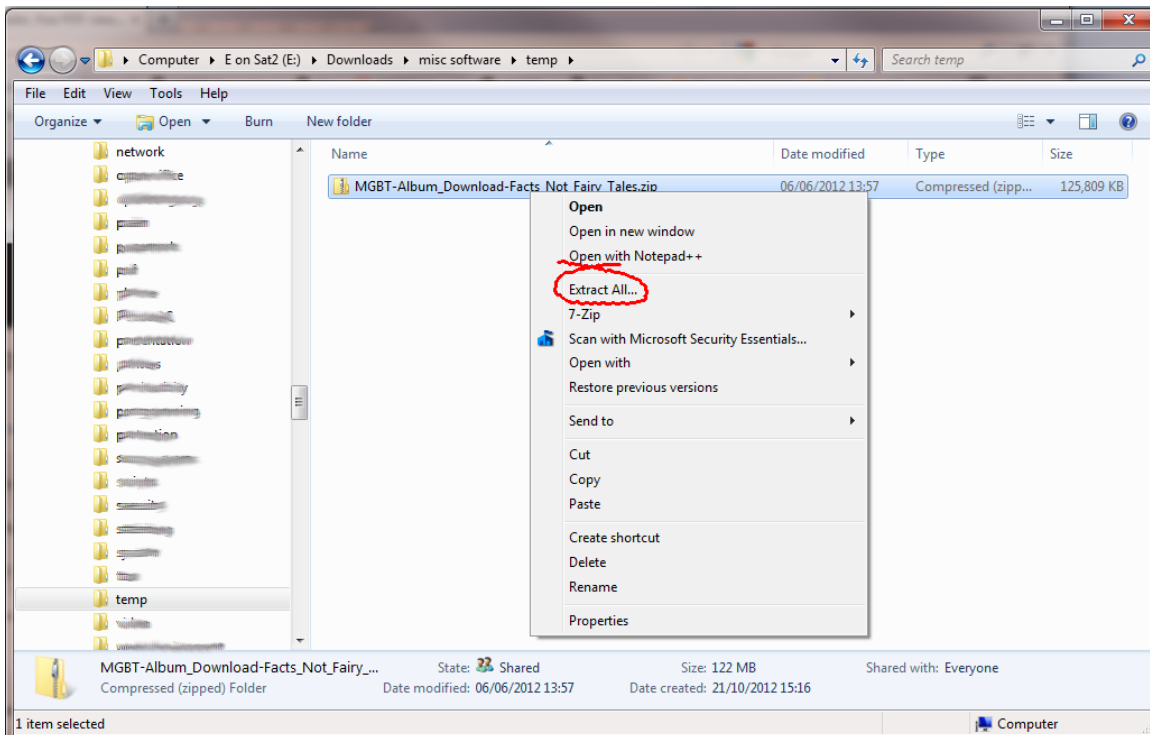 Computer ▸ E on Sat2 (E:) ▸ Downloads ▸ misc software ▸ temp ▸
Search temp
File Edit View Tools Help
Organize Open Burn New folder
network
temp
Name Date modified Type Size
MGBT-Album_Download-Facts_Not_Fairy_Tales.zip 06/06/2012 13:57 Compressed (zipp... 125,809 KB
Open
Open in new window
Open with Notepad++
Extract All...
7-Zip
Scan with Microsoft Security Essentials...
Open with
Restore previous versions
Send to
Cut
Copy
Paste
Create shortcut
Delete
Rename
Properties
MGBT-Album_Download-Facts_Not_Fairy_... State: Shared Size: 122 MB Shared with: Everyone
Compressed (zipped) Folder Date modified: 06/06/2012 13:57 Date created: 21/10/2012 15:16
1 item selected Computer